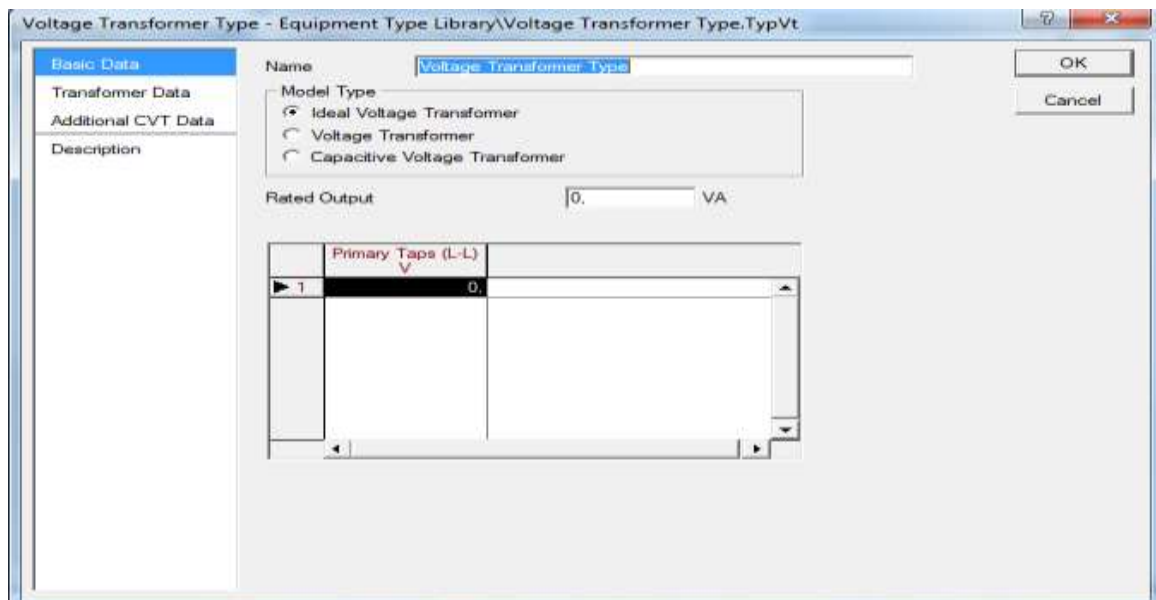 Voltage Transformer Type - Equipment Type Library\Voltage Transformer Type.TypVt
Basic Data
Transformer Data
Additional CVT Data
Description
Name Voltage Transformer Type
OK
Cancel
Model Type
Ideal Voltage Transformer
Voltage Transformer
Capacitive Voltage Transformer
Rated Output 0. VA
Primary Taps (L-L)
V
1 0.